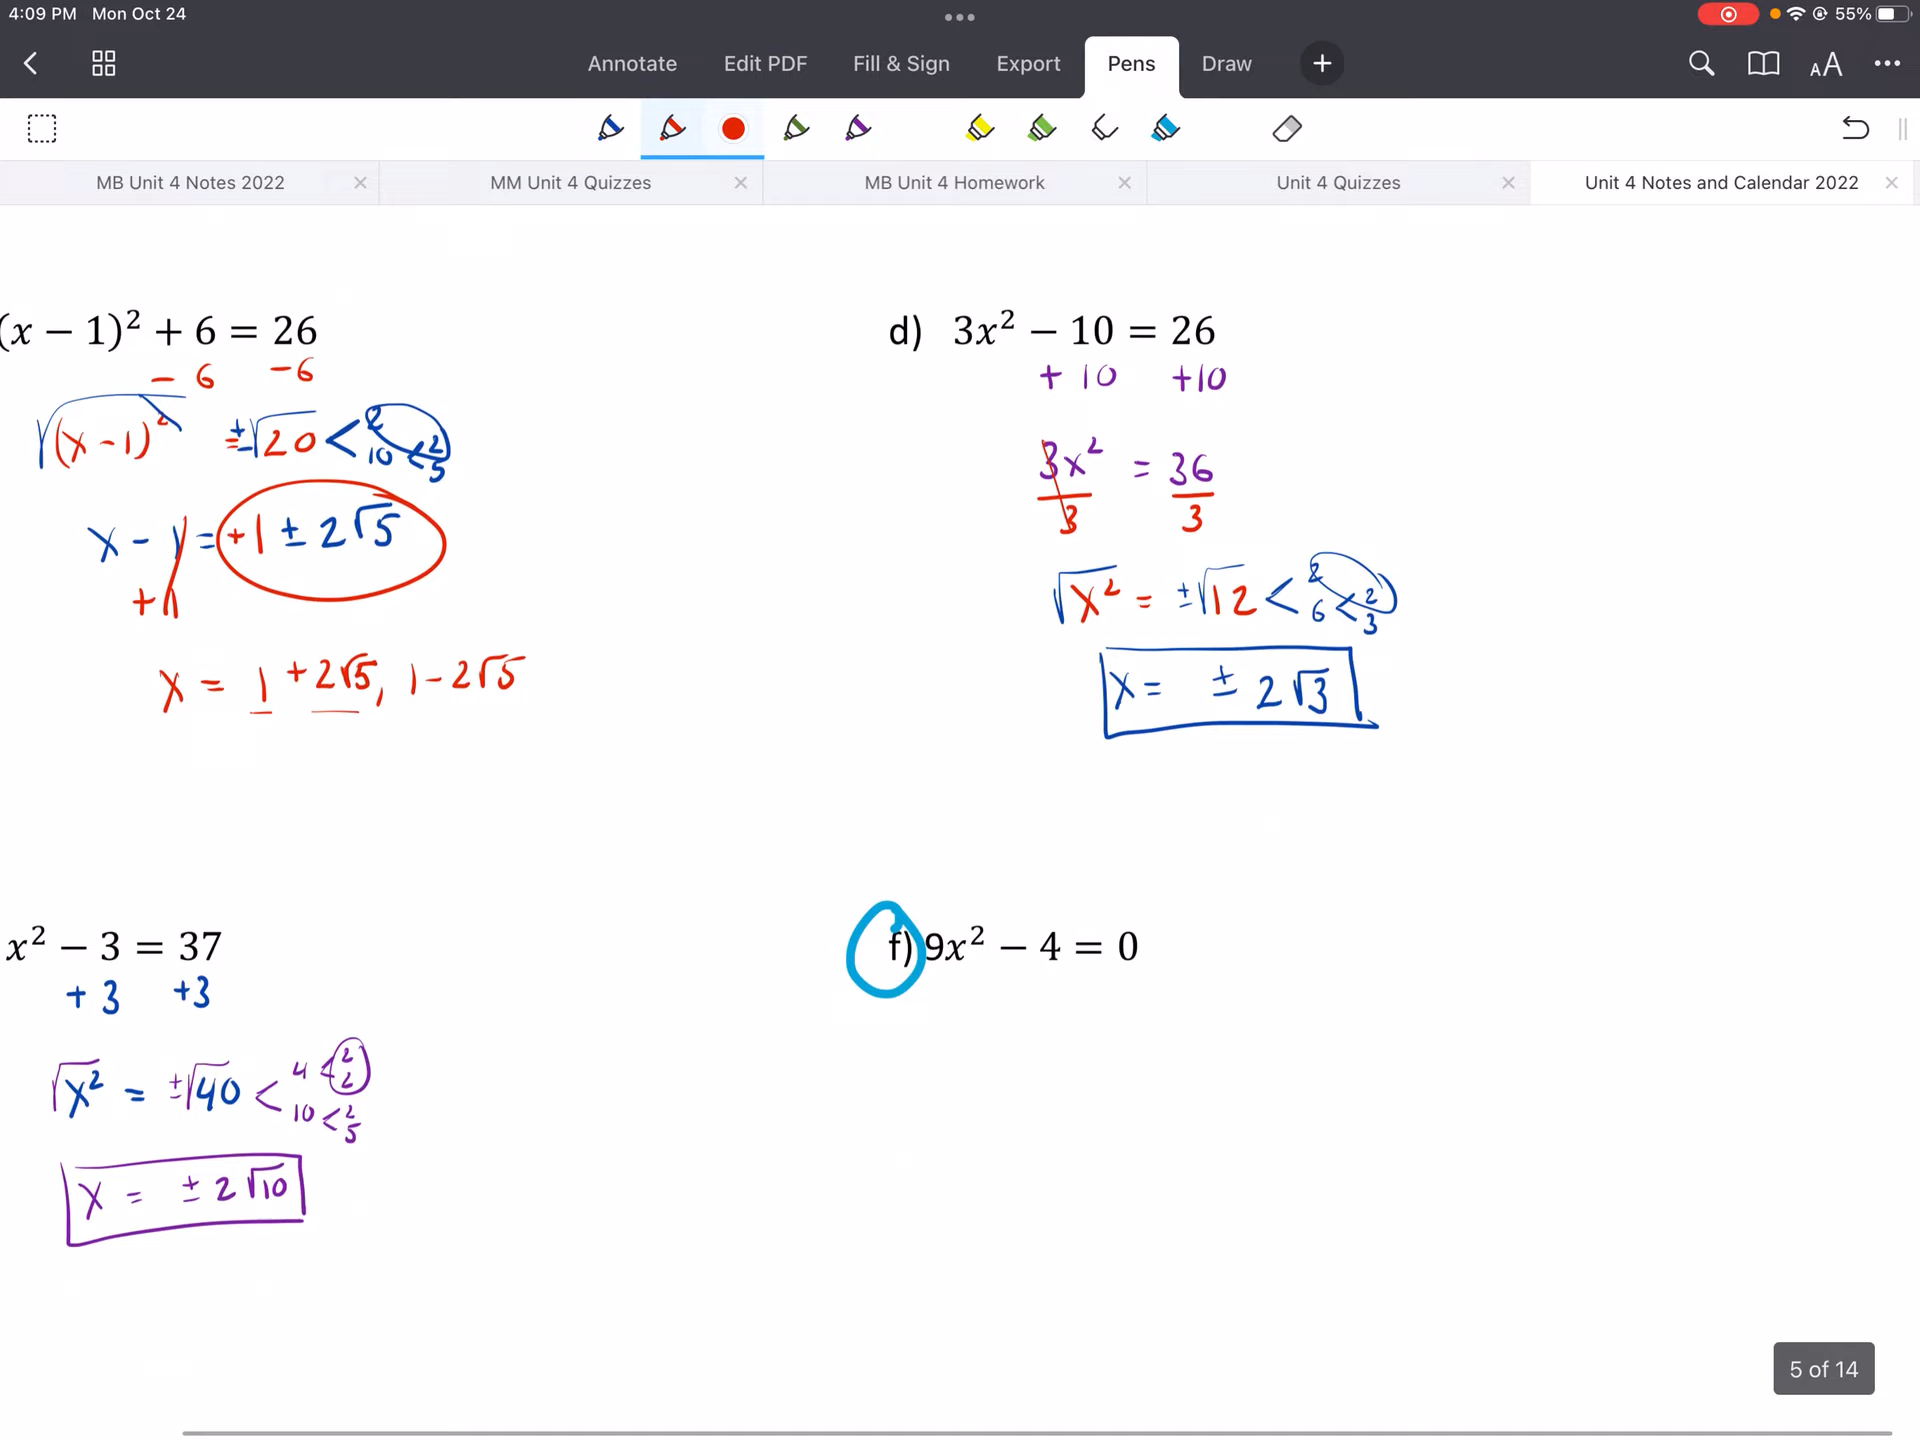 4:09 PM Mon Oct 24
55%
Annotate Edit PDF Fill & Sign Export Pens Draw
AA
MB Unit 4 Notes 2022
MM Unit 4 Quizzes
MB Unit 4 Homework
Unit 4 Quizzes
Unit 4 Notes and Calendar 2022
(x − 1)² + 6 = 26
− 6 −6
√(x −1)² = ±√20 < 2 10 < 2 5
x − 1 = +1 ± 2√5
+1
x = 1 + 2√5, 1 − 2√5
d) 3x² − 10 = 26
+ 10 +10
3x² = 36
3 3
√x² = ±√12 < 2 6 < 2 3
x = ± 2√3
x² − 3 = 37
+ 3 +3
√x² = ±√40 < 4 < 2 2 10 < 2 5
x = ± 2√10
f) 9x² − 4 = 0
5 of 14